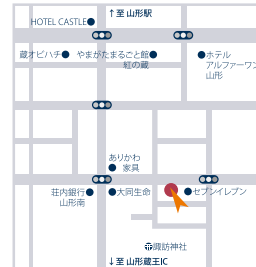 ↑至 山形駅
HOTEL CASTLE●
蔵オビハチ●
やまがたまるごと館●
紅の蔵
●ホテル
アルファーワン
山形
ありかわ
● 家具
荘内銀行●
山形南
●大同生命
●セブンイレブン
諏訪神社
↓至 山形蔵王IC